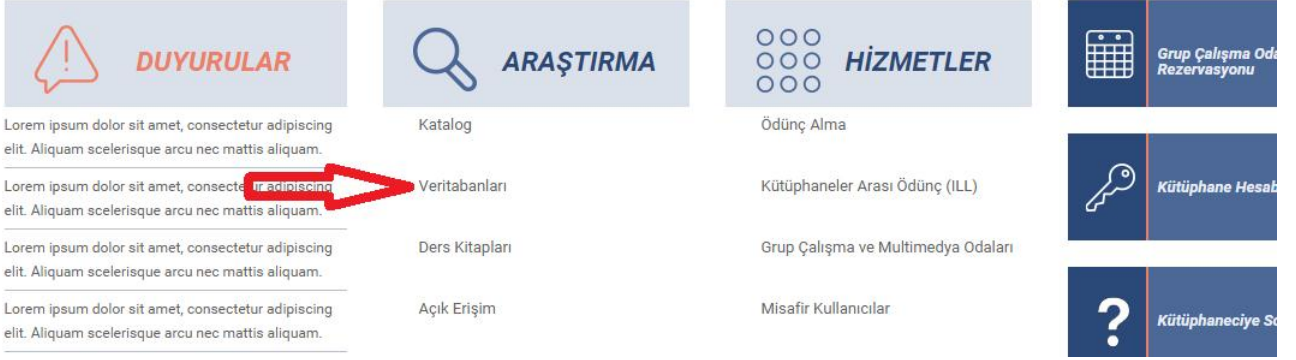 DUYURULAR
Lorem ipsum dolor sit amet, consectetur adipiscing
elit. Aliquam scelerisque arcu nec mattis aliquam.
Lorem ipsum dolor sit amet, consectetur adipiscing
elit. Aliquam scelerisque arcu nec mattis aliquam.
Lorem ipsum dolor sit amet, consectetur adipiscing
elit. Aliquam scelerisque arcu nec mattis aliquam.
Lorem ipsum dolor sit amet, consectetur adipiscing
elit. Aliquam scelerisque arcu nec mattis aliquam.
ARAŞTIRMA
Katalog
Veritabanları
Ders Kitapları
Açık Erişim
HİZMETLER
Ödünç Alma
Kütüphaneler Arası Ödünç (ILL)
Grup Çalışma ve Multimedya Odaları
Misafir Kullanıcılar
Grup Çalışma Oda
Rezervasyonu
Kütüphane Hesab
Kütüphaneciye So